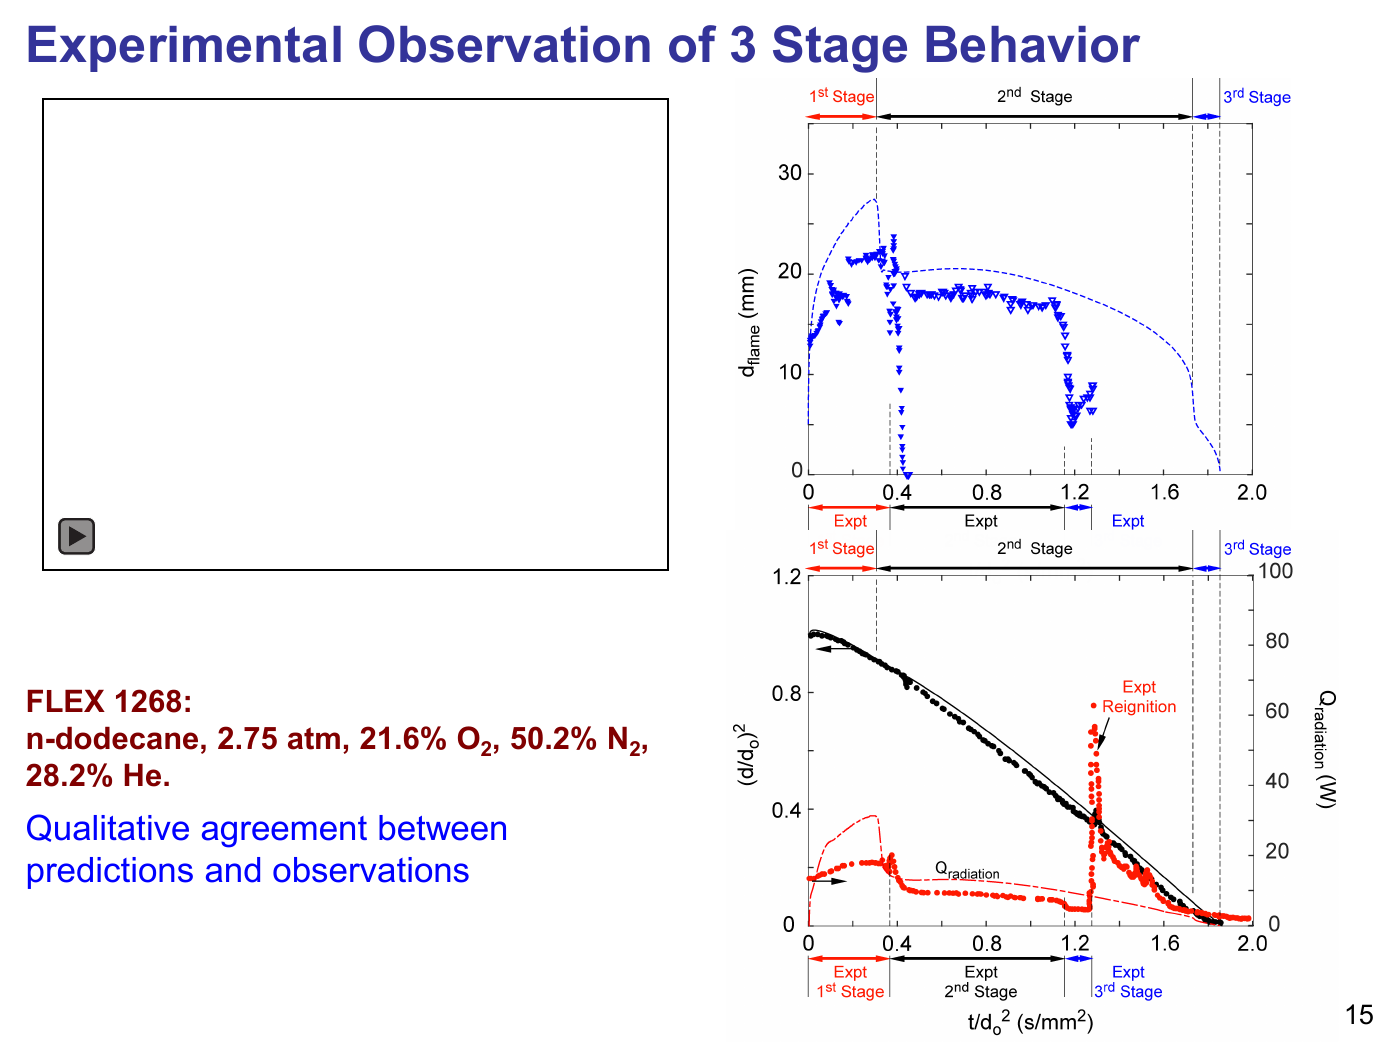 Experimental Observation of 3 Stage Behavior
1st Stage
2nd Stage
3rd Stage
30
20
10
0
dflame (mm)
0 0.4 0.8 1.2 1.6 2.0
Expt Expt Expt
1st Stage
2nd Stage
3rd Stage
1.2
0.8
0.4
0
(d/do)2
100
80
60
40
20
0
Qradiation (W)
Expt
Reignition
Qradiation
0 0.4 0.8 1.2 1.6 2.0
Expt Expt Expt
1st Stage 2nd Stage 3rd Stage
t/do2 (s/mm2)
FLEX 1268:
n-dodecane, 2.75 atm, 21.6% O2, 50.2% N2,
28.2% He.
Qualitative agreement between
predictions and observations
15